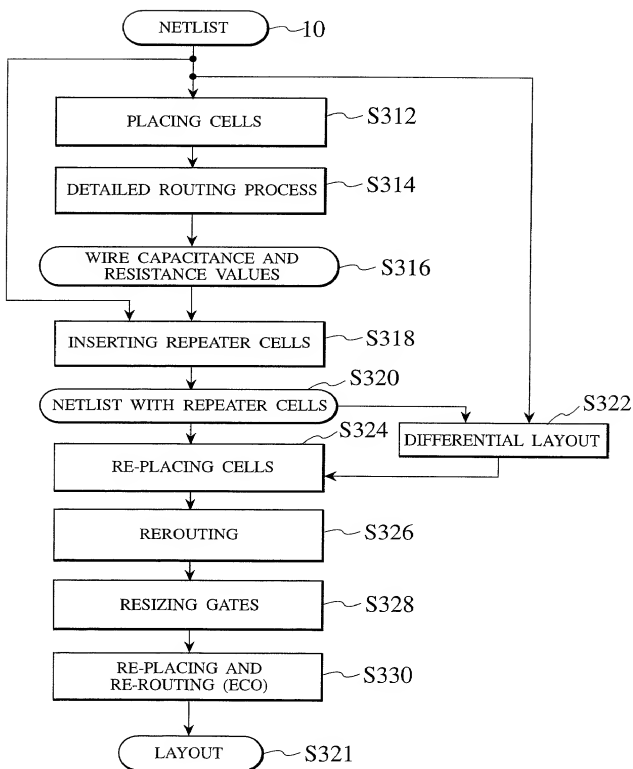 NETLIST
10
PLACING CELLS
S312
DETAILED ROUTING PROCESS
S314
WIRE CAPACITANCE AND
RESISTANCE VALUES
S316
INSERTING REPEATER CELLS
S318
NETLIST WITH REPEATER CELLS
S320
DIFFERENTIAL LAYOUT
S322
RE-PLACING CELLS
S324
REROUTING
S326
RESIZING GATES
S328
RE-PLACING AND
RE-ROUTING (ECO)
S330
LAYOUT
S321